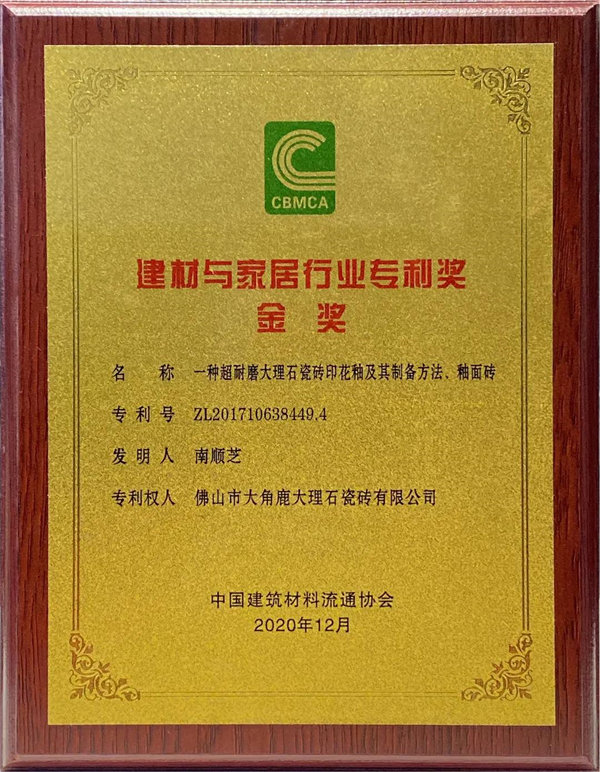 CBMCA
建材与家居行业专利奖
金奖
名称 一种超耐磨大理石瓷砖印花釉及其制备方法、釉面砖
专利号 ZL201710638449.4
发明人 南顺芝
专利权人 佛山市大角鹿大理石瓷砖有限公司
中国建筑材料流通协会
2020年12月